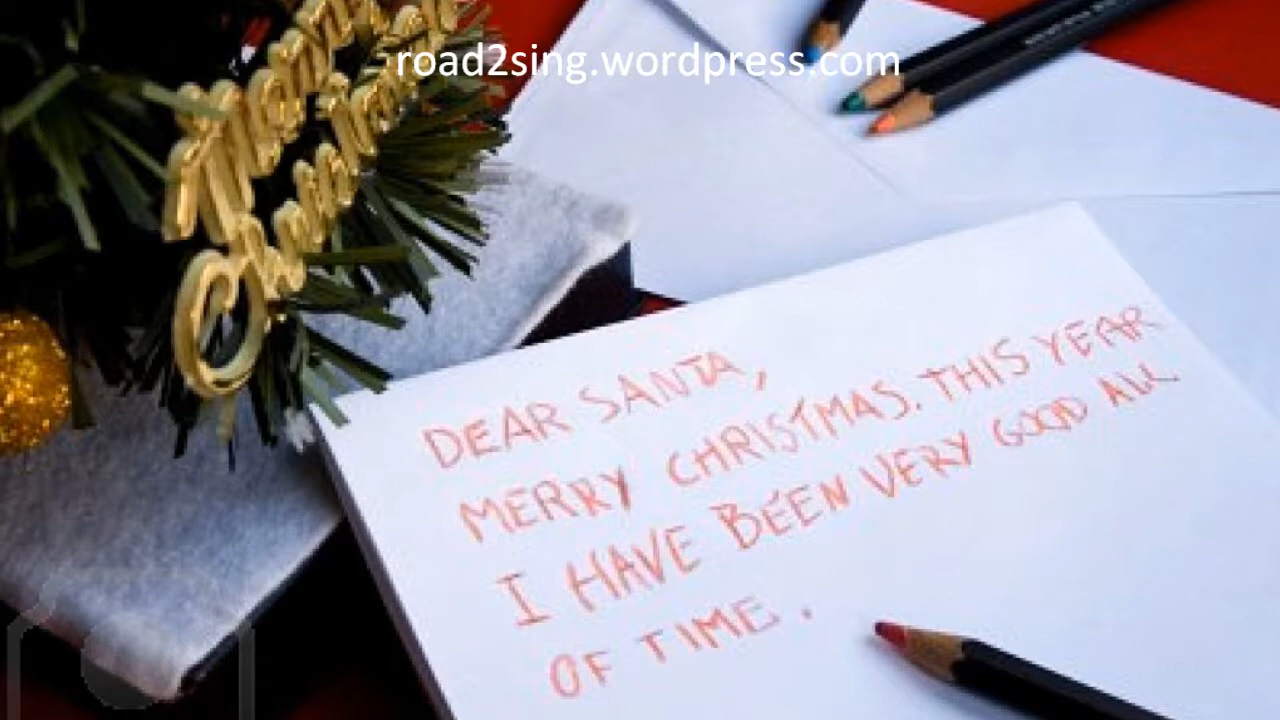 road2sing.wordpress.com
DEAR SANTA,
MERRY CHRISTMAS. THIS YEAR
I HAVE BEEN VERY GOOD ALL
OF TIME.